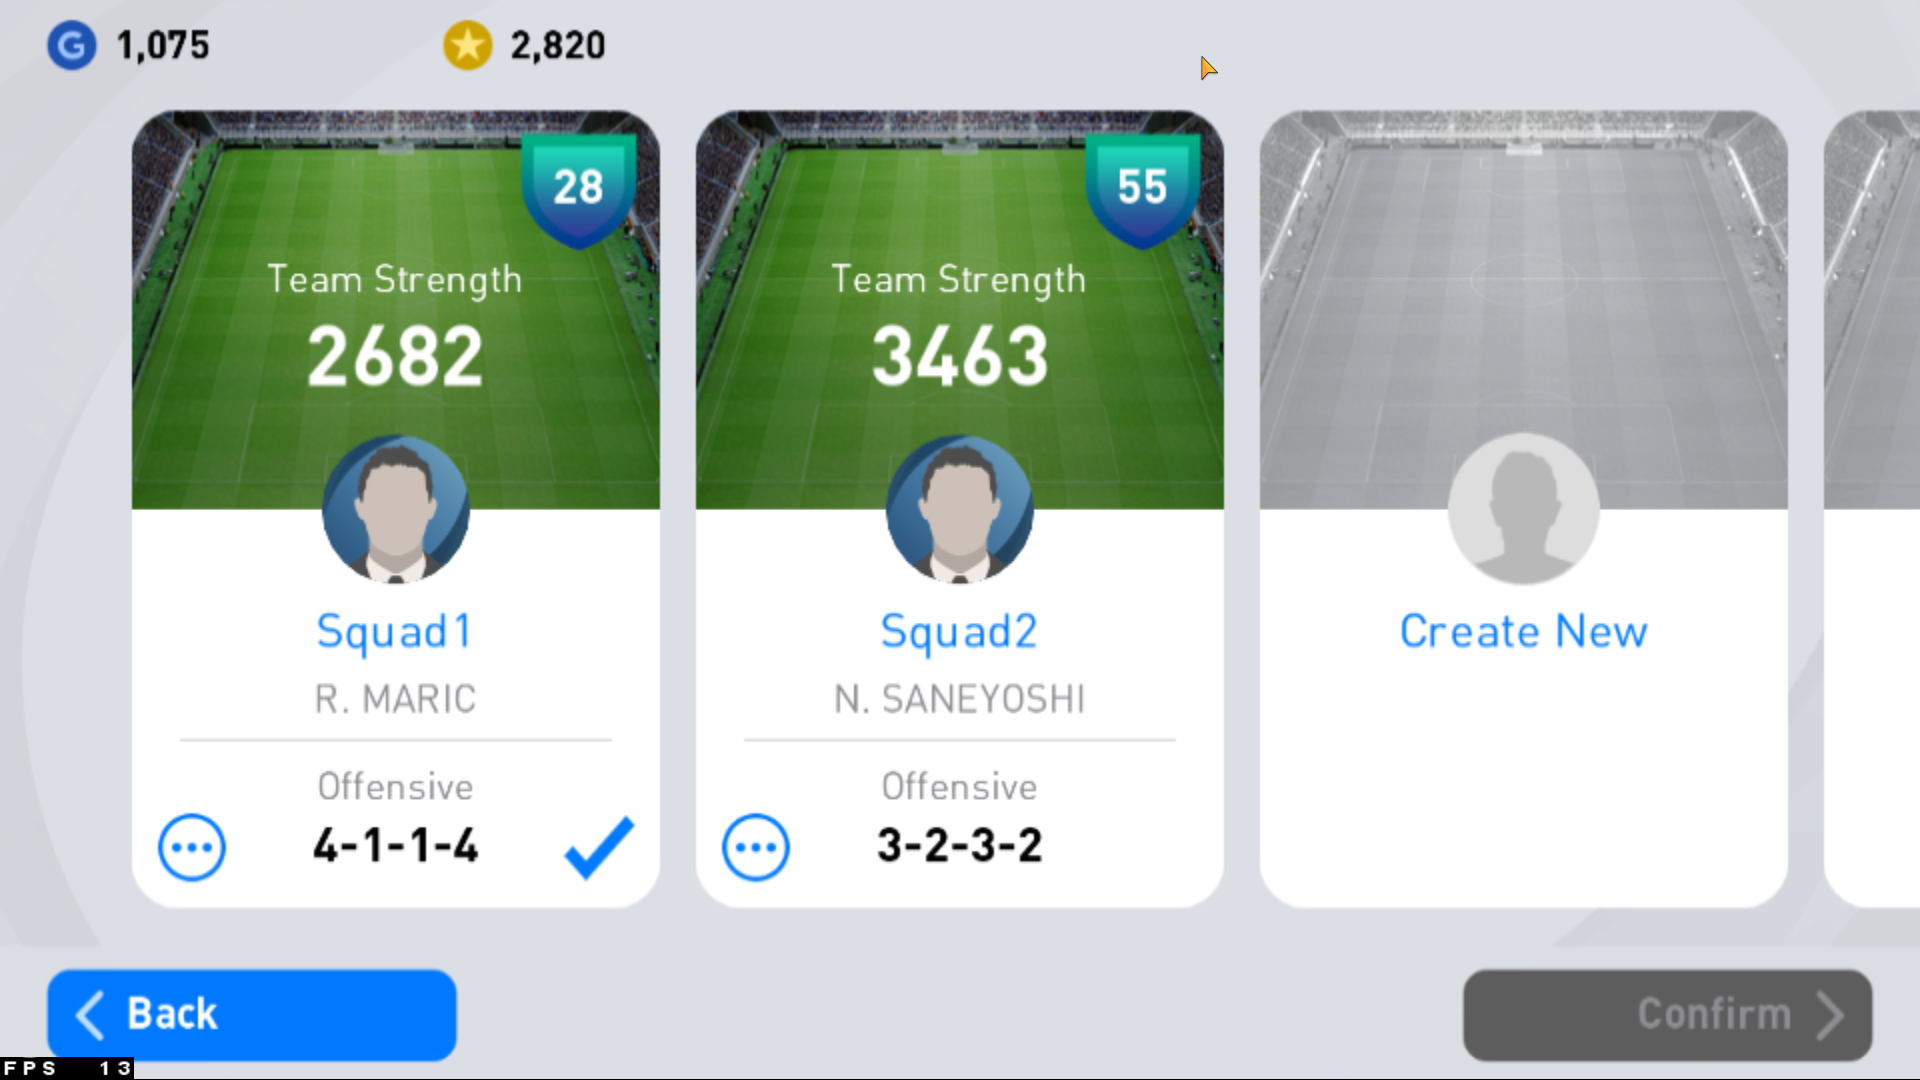 G 1,075
2,820
28
Team Strength
2682
Squad1
R. MARIC
Offensive
4-1-1-4
55
Team Strength
3463
Squad2
N. SANEYOSHI
Offensive
3-2-3-2
Create New
Back
Confirm
FPS 13